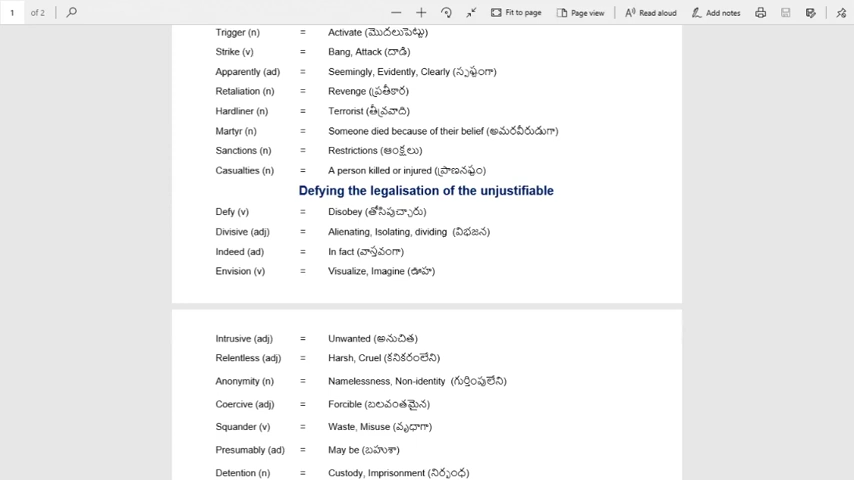 1 of 2 Fit to page Page view Read aloud Add notes
Trigger (n) = Activate (మొదలుపెట్టు)
Strike (v) = Bang, Attack (దాడి)
Apparently (ad) = Seemingly, Evidently, Clearly (స్పష్టంగా)
Retaliation (n) = Revenge (ప్రతీకార)
Hardliner (n) = Terrorist (తీవ్రవాది)
Martyr (n) = Someone died because of their belief (అమరవీరుడుగా)
Sanctions (n) = Restrictions (ఆంక్షలు)
Casualties (n) = A person killed or injured (ప్రాణనష్టం)
Defying the legalisation of the unjustifiable
Defy (v) = Disobey (తోసిపుచ్చారు)
Divisive (adj) = Alienating, Isolating, dividing (విభజన)
Indeed (ad) = In fact (వాస్తవంగా)
Envision (v) = Visualize, Imagine (ఊహ)
Intrusive (adj) = Unwanted (అనుచిత)
Relentless (adj) = Harsh, Cruel (కనికరంలేని)
Anonymity (n) = Namelessness, Non-identity (గుర్తింపులేని)
Coercive (adj) = Forcible (బలవంతమైన)
Squander (v) = Waste, Misuse (వృధాగా)
Presumably (ad) = May be (బహుశా)
Detention (n) = Custody, Imprisonment (నిర్బంధ)